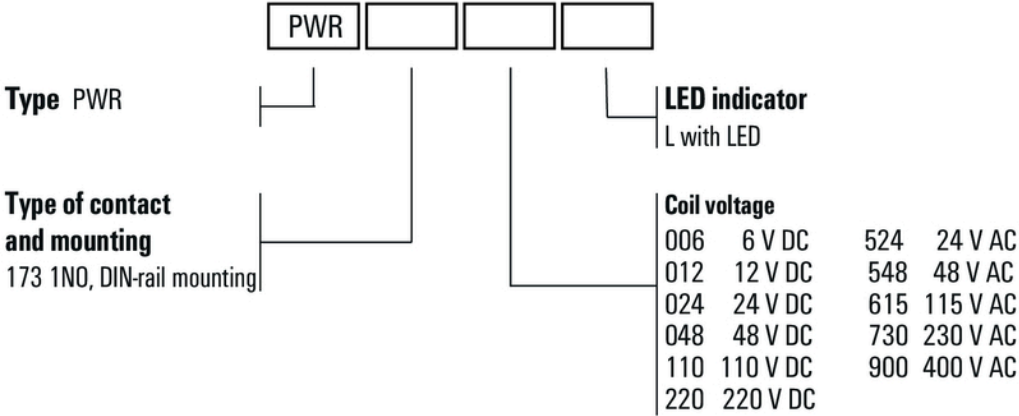 PWR
Type PWR
LED indicator
L with LED
Type of contact
and mounting
173 1NO, DIN-rail mounting
Coil voltage
006 6 V DC 524 24 V AC
012 12 V DC 548 48 V AC
024 24 V DC 615 115 V AC
048 48 V DC 730 230 V AC
110 110 V DC 900 400 V AC
220 220 V DC